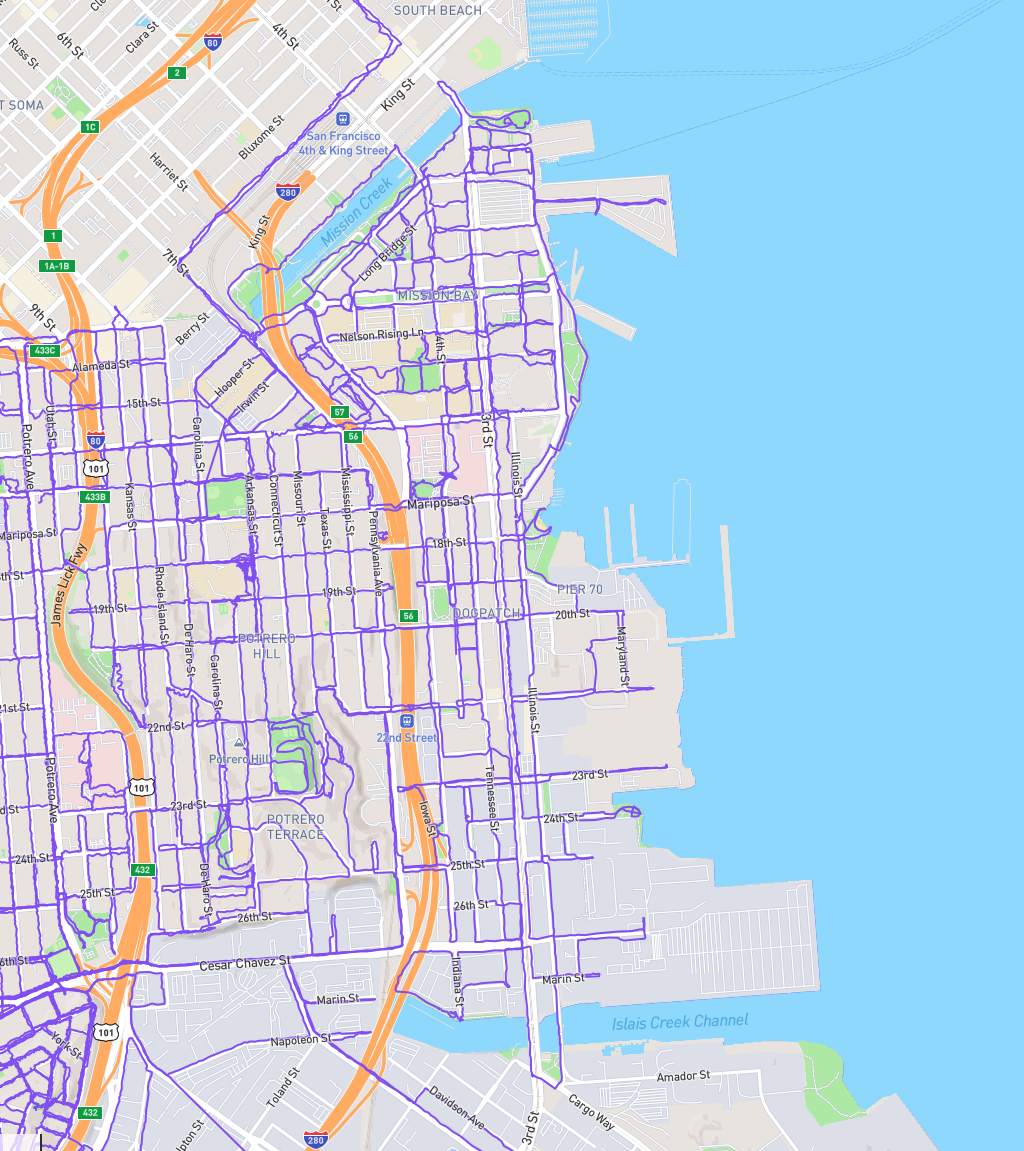 SOUTH BEACH
Clara St
4th St
6th St
Russ St
80
2
T SOMA
1C
King St
Bluxome St
San Francisco
4th & King Street
Harriet St
280
Mission Creek
King St
1
Long Bridge St
7th St
1A-1B
MISSION BAY
9th St
Berry St
Nelson Rising Ln
4th St
433C
Alameda St
Hooper St
Irwin St
15th St
57
Utah St
3rd St
56
Carolina St
80
Potrero Ave
101
Illinois St
Arkansas St
Connecticut St
Missouri St
Mississippi St
433B
Kansas St
Mariposa St
Texas St
Pennsylvania Ave
Mariposa St
18th St
James Lick Fwy
Rhode Island St
19th St
PIER 70
19th St
56
DOGPATCH
20th St
De Haro St
POTRERO
HILL
Maryland St
Carolina St
21st St
22nd St
Illinois St
22nd Street
Potrero Hill
Potrero Ave
101
Tennessee St
23rd St
23rd St
Iowa St
POTRERO
TERRACE
24th St
24th St
25th St
432
De Haro St
25th St
26th St
26th St
Cesar Chavez St
Indiana St
Marin St
Marin St
Islais Creek Channel
101
York St
Napoleon St
Amador St
Toland St
Davidson Ave
Cargo Way
432
3rd St
280